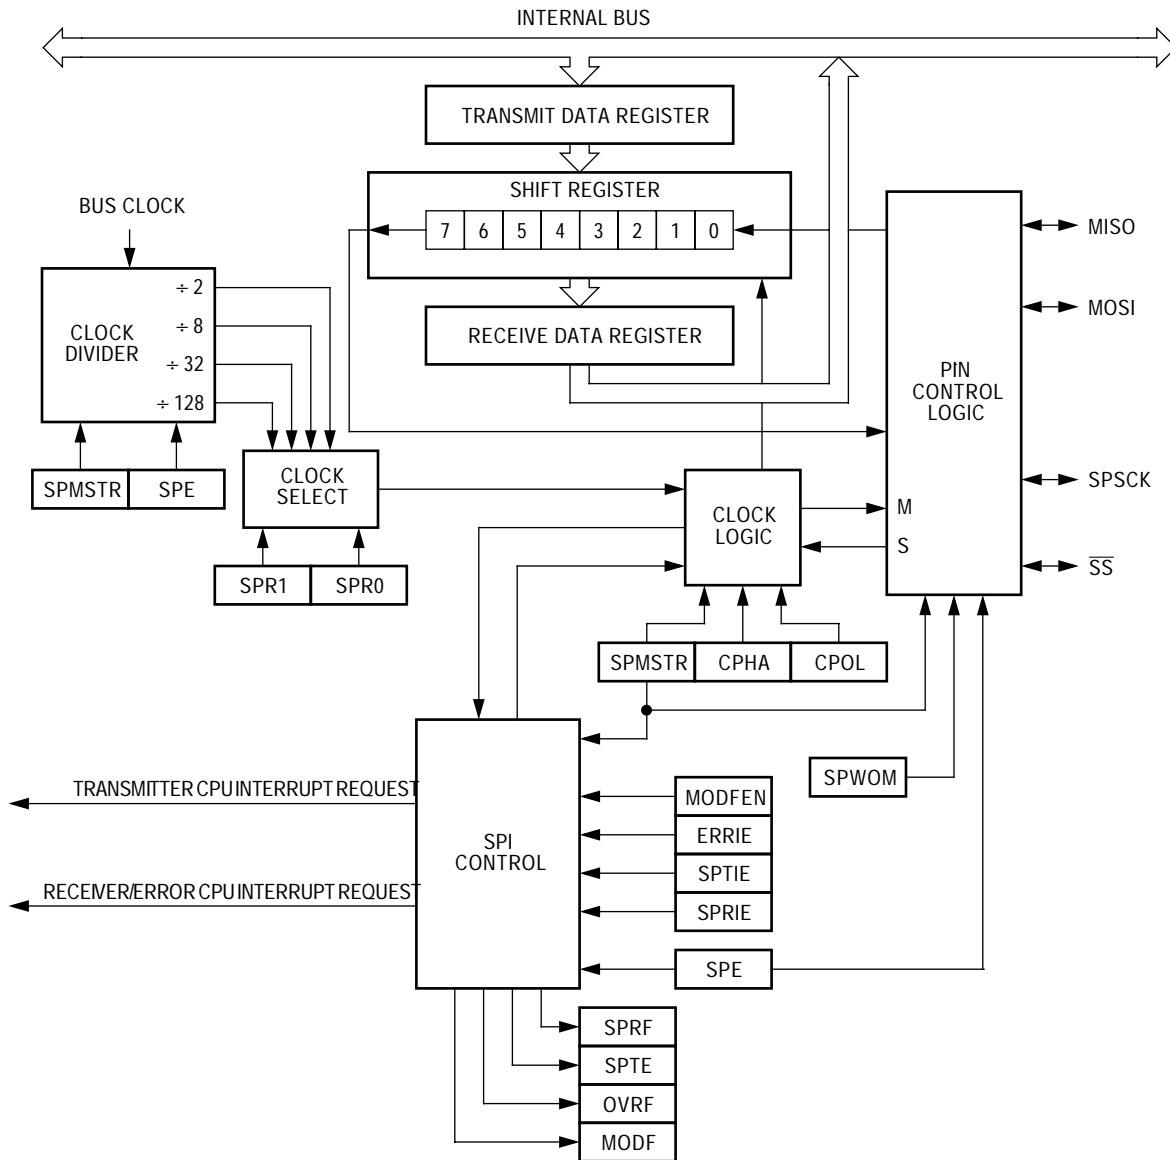 INTERNAL BUS
TRANSMIT DATA REGISTER
SHIFT REGISTER
7 6 5 4 3 2 1 0
BUS CLOCK
÷ 2
÷ 8
÷ 32
÷ 128
CLOCK
DIVIDER
RECEIVE DATA REGISTER
PIN
CONTROL
LOGIC
MISO
MOSI
SPSCK
SS
M
S
SPMSTR SPE
CLOCK
SELECT
SPR1 SPR0
CLOCK
LOGIC
SPMSTR CPHA CPOL
SPWOM
TRANSMITTER CPU INTERRUPT REQUEST
RECEIVER/ERROR CPU INTERRUPT REQUEST
SPI
CONTROL
MODFEN
ERRIE
SPTIE
SPRIE
SPE
SPRF
SPTE
OVRF
MODF